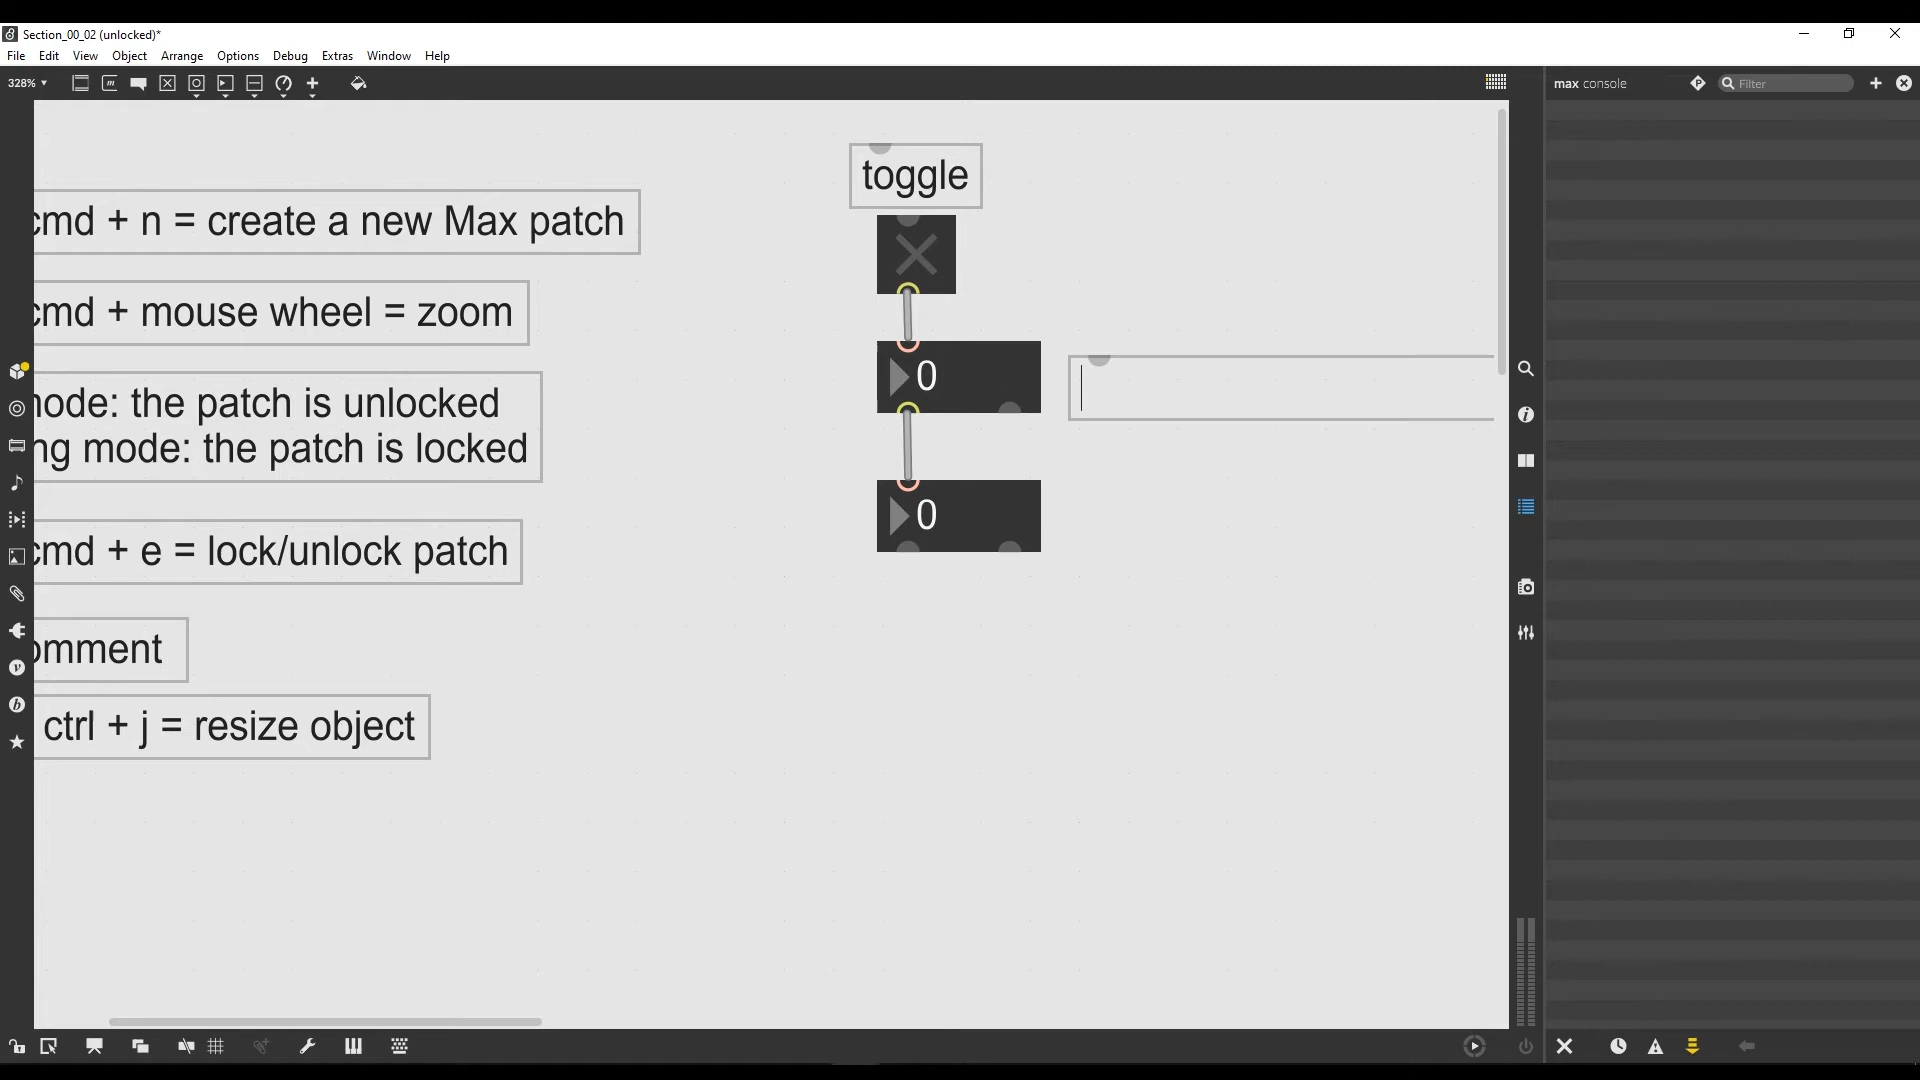 Section_00_02 (unlocked)*
File Edit View Object Arrange Options Debug Extras Window Help
328%
max console
Filter
toggle
cmd + n = create a new Max patch
cmd + mouse wheel = zoom
0
mode: the patch is unlocked
ng mode: the patch is locked
0
cmd + e = lock/unlock patch
omment
ctrl + j = resize object